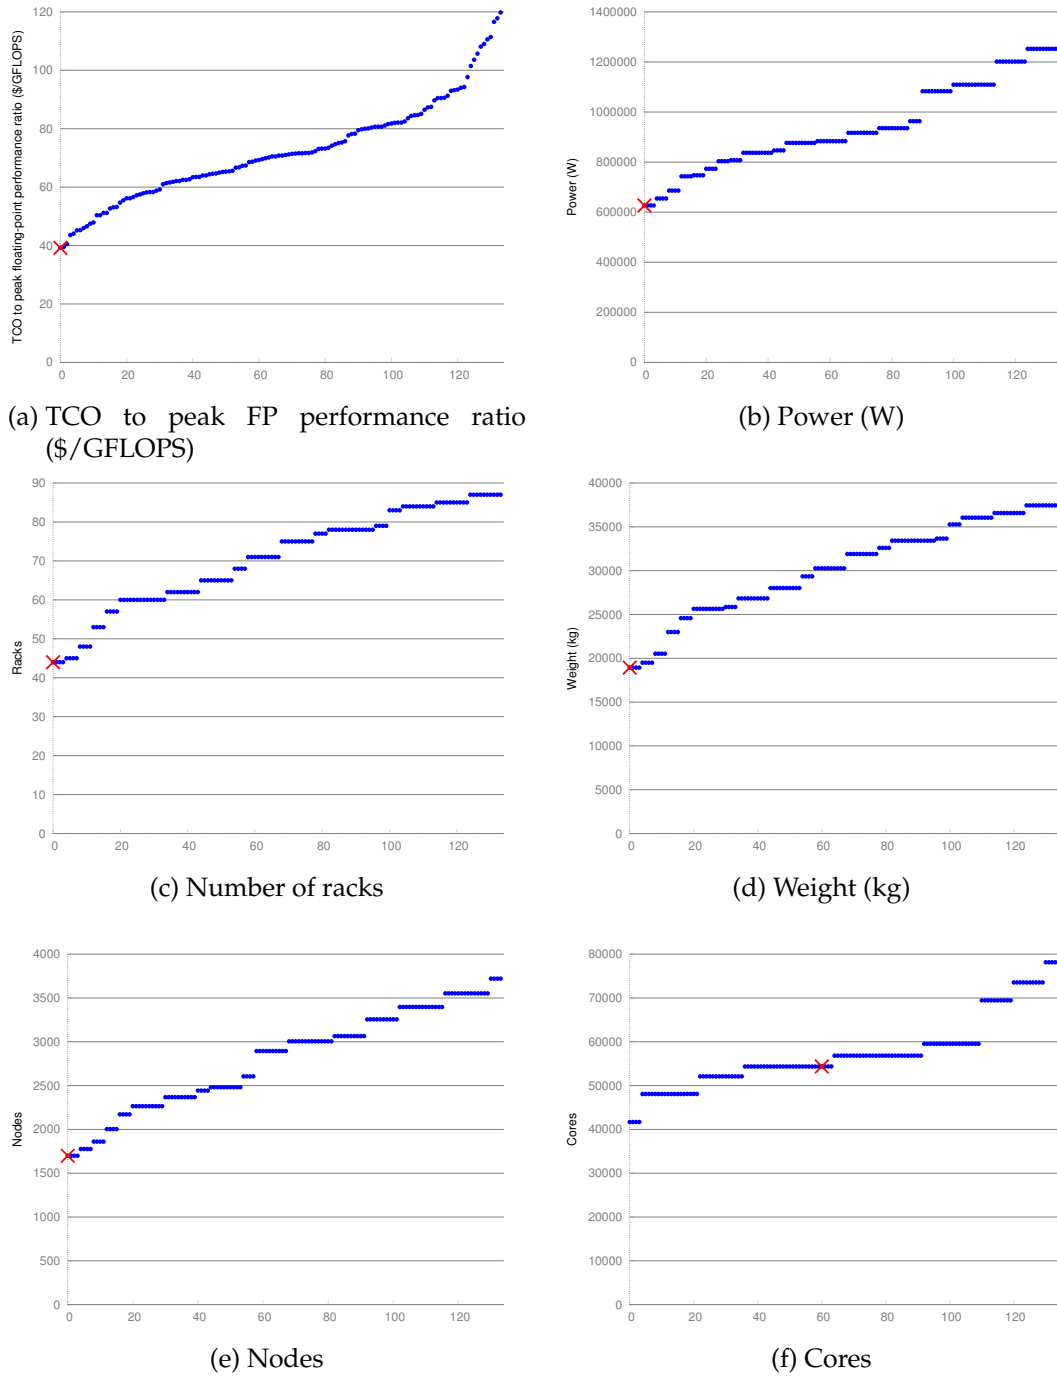 120
100
80
60
40
20
0
TCO to peak floating-point performance ratio ($/GFLOPS)
0 20 40 60 80 100 120
(a) TCO to peak FP performance ratio
($/GFLOPS)
1400000
1200000
1000000
800000
600000
400000
200000
0
Power (W)
0 20 40 60 80 100 120
(b) Power (W)
90
80
70
60
50
40
30
20
10
0
Racks
0 20 40 60 80 100 120
(c) Number of racks
40000
35000
30000
25000
20000
15000
10000
5000
0
Weight (kg)
0 20 40 60 80 100 120
(d) Weight (kg)
4000
3500
3000
2500
2000
1500
1000
500
0
Nodes
0 20 40 60 80 100 120
(e) Nodes
80000
70000
60000
50000
40000
30000
20000
10000
0
Cores
0 20 40 60 80 100 120
(f) Cores